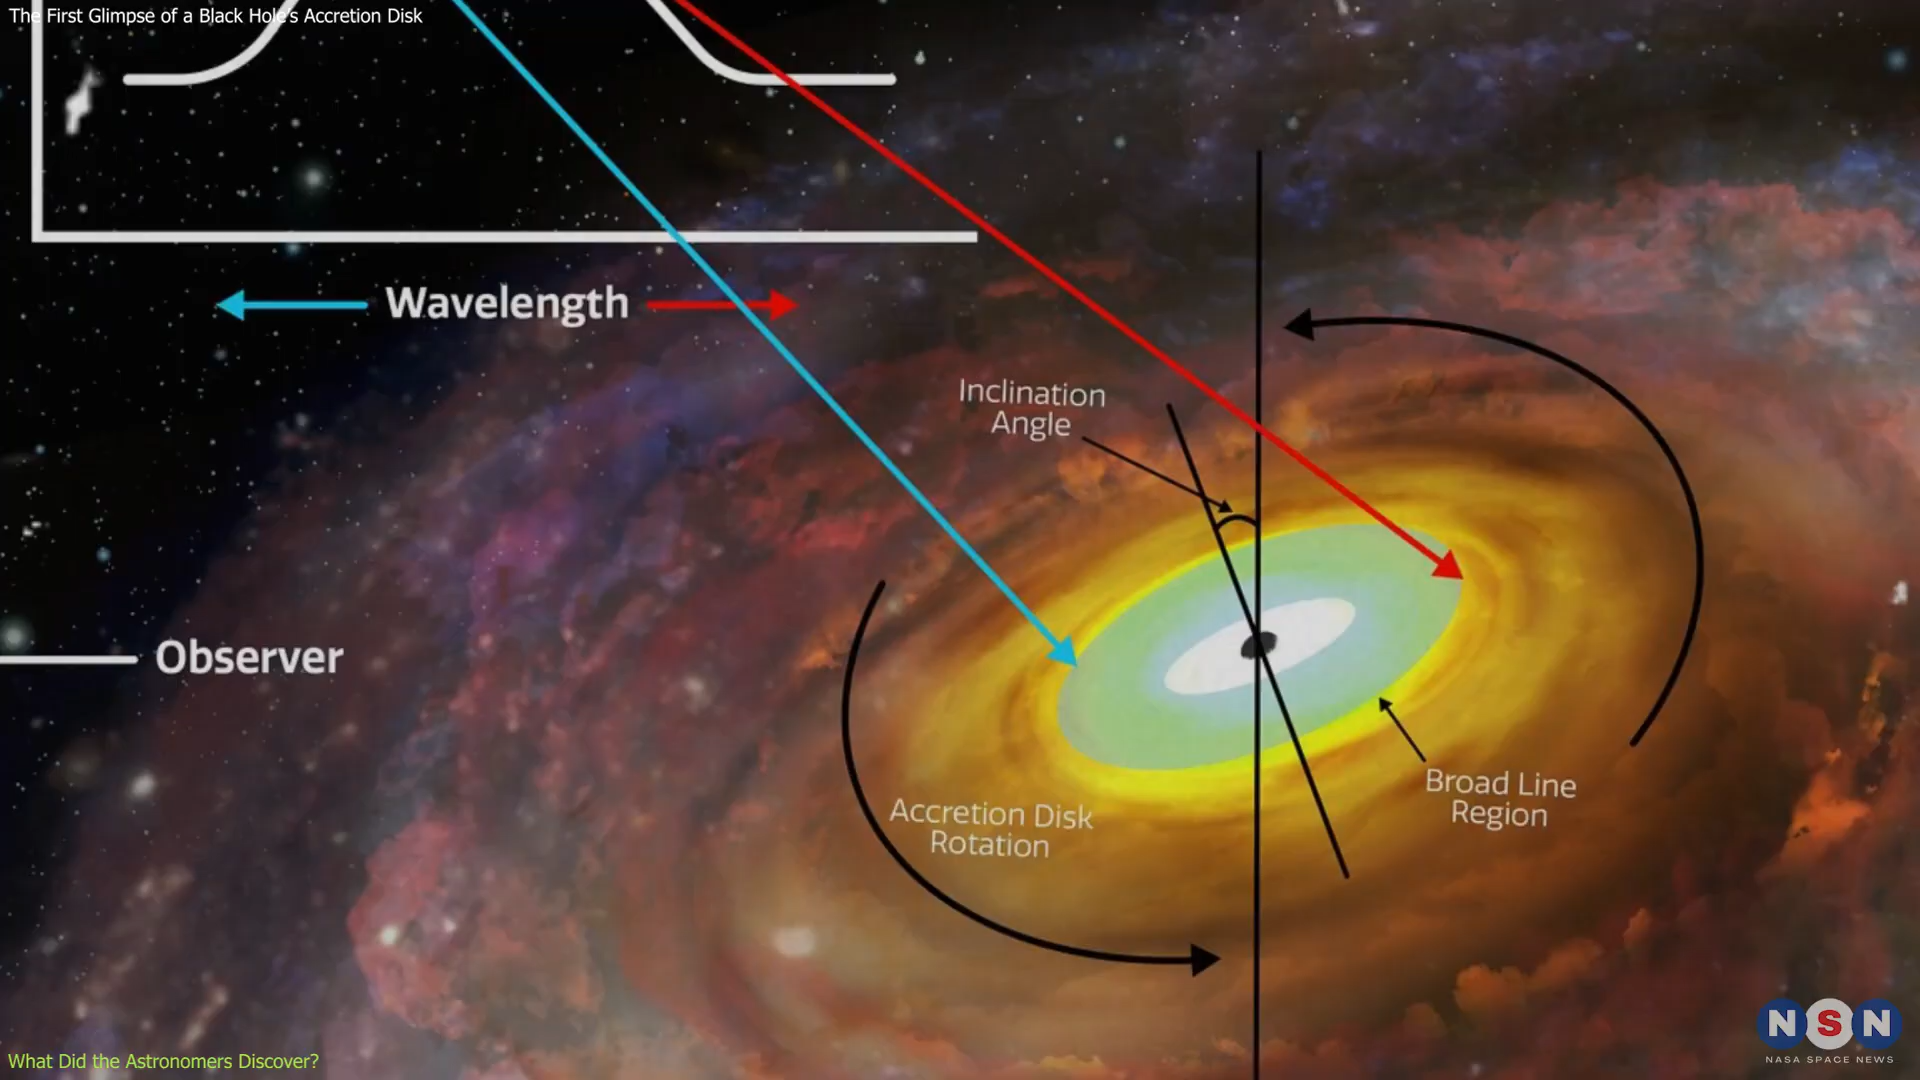 The First Glimpse of a Black Hole's Accretion Disk
Wavelength
Inclination
Angle
Observer
Accretion Disk
Rotation
Broad Line
Region
NSN
NASA SPACE NEWS
What Did the Astronomers Discover?